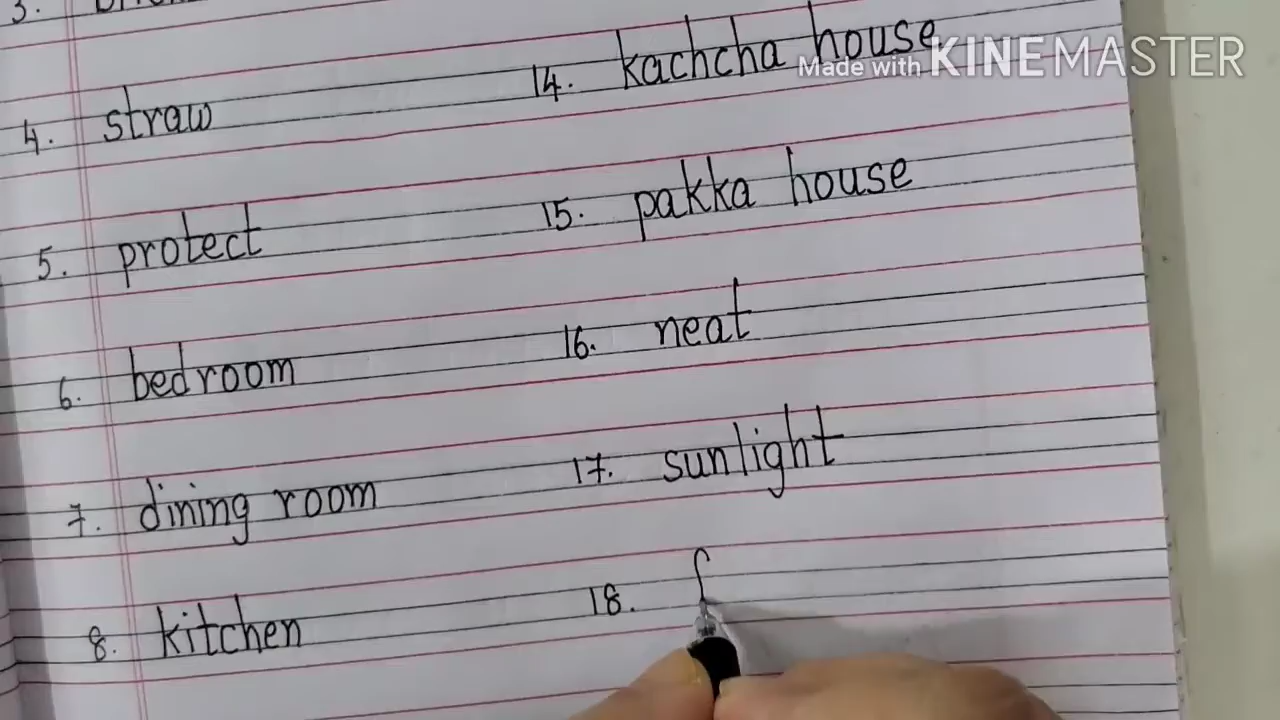 3.
4. straw
5. protect
6. bedroom
7. dining room
8. kitchen
14. kachcha house
15. pakka house
16. neat
17. sunlight
18. f
Made with KINEMASTER